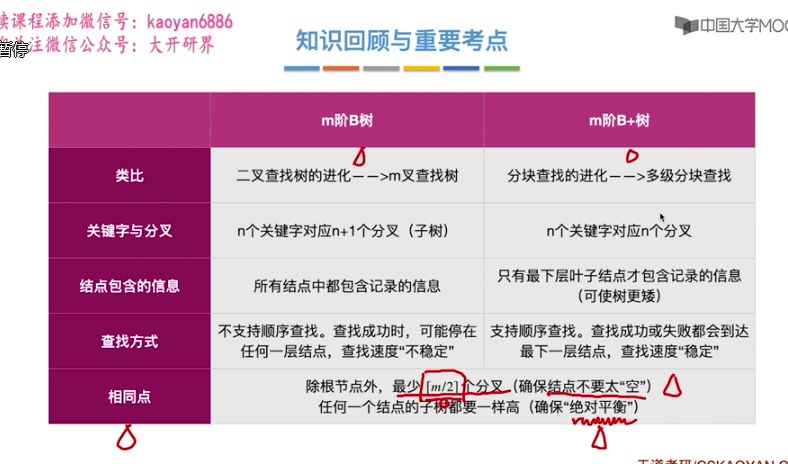 读课程添加微信号：kaoyan6886
关注微信公众号：大开研界
暂停
中国大学MOO
知识回顾与重要考点
m阶B树
m阶B+树
类比
二叉查找树的进化——>m叉查找树
分块查找的进化——>多级分块查找
关键字与分叉
n个关键字对应n+1个分叉（子树）
n个关键字对应n个分叉
结点包含的信息
所有结点中都包含记录的信息
只有最下层叶子结点才包含记录的信息
（可使树更矮）
查找方式
不支持顺序查找。查找成功时，可能停在
任何一层结点，查找速度“不稳定”
支持顺序查找。查找成功或失败都会到达
最下一层结点，查找速度“稳定”
相同点
除根节点外，最少⌈m/2⌉个分叉（确保结点不要太“空”）
任何一个结点的子树都要一样高（确保“绝对平衡”）